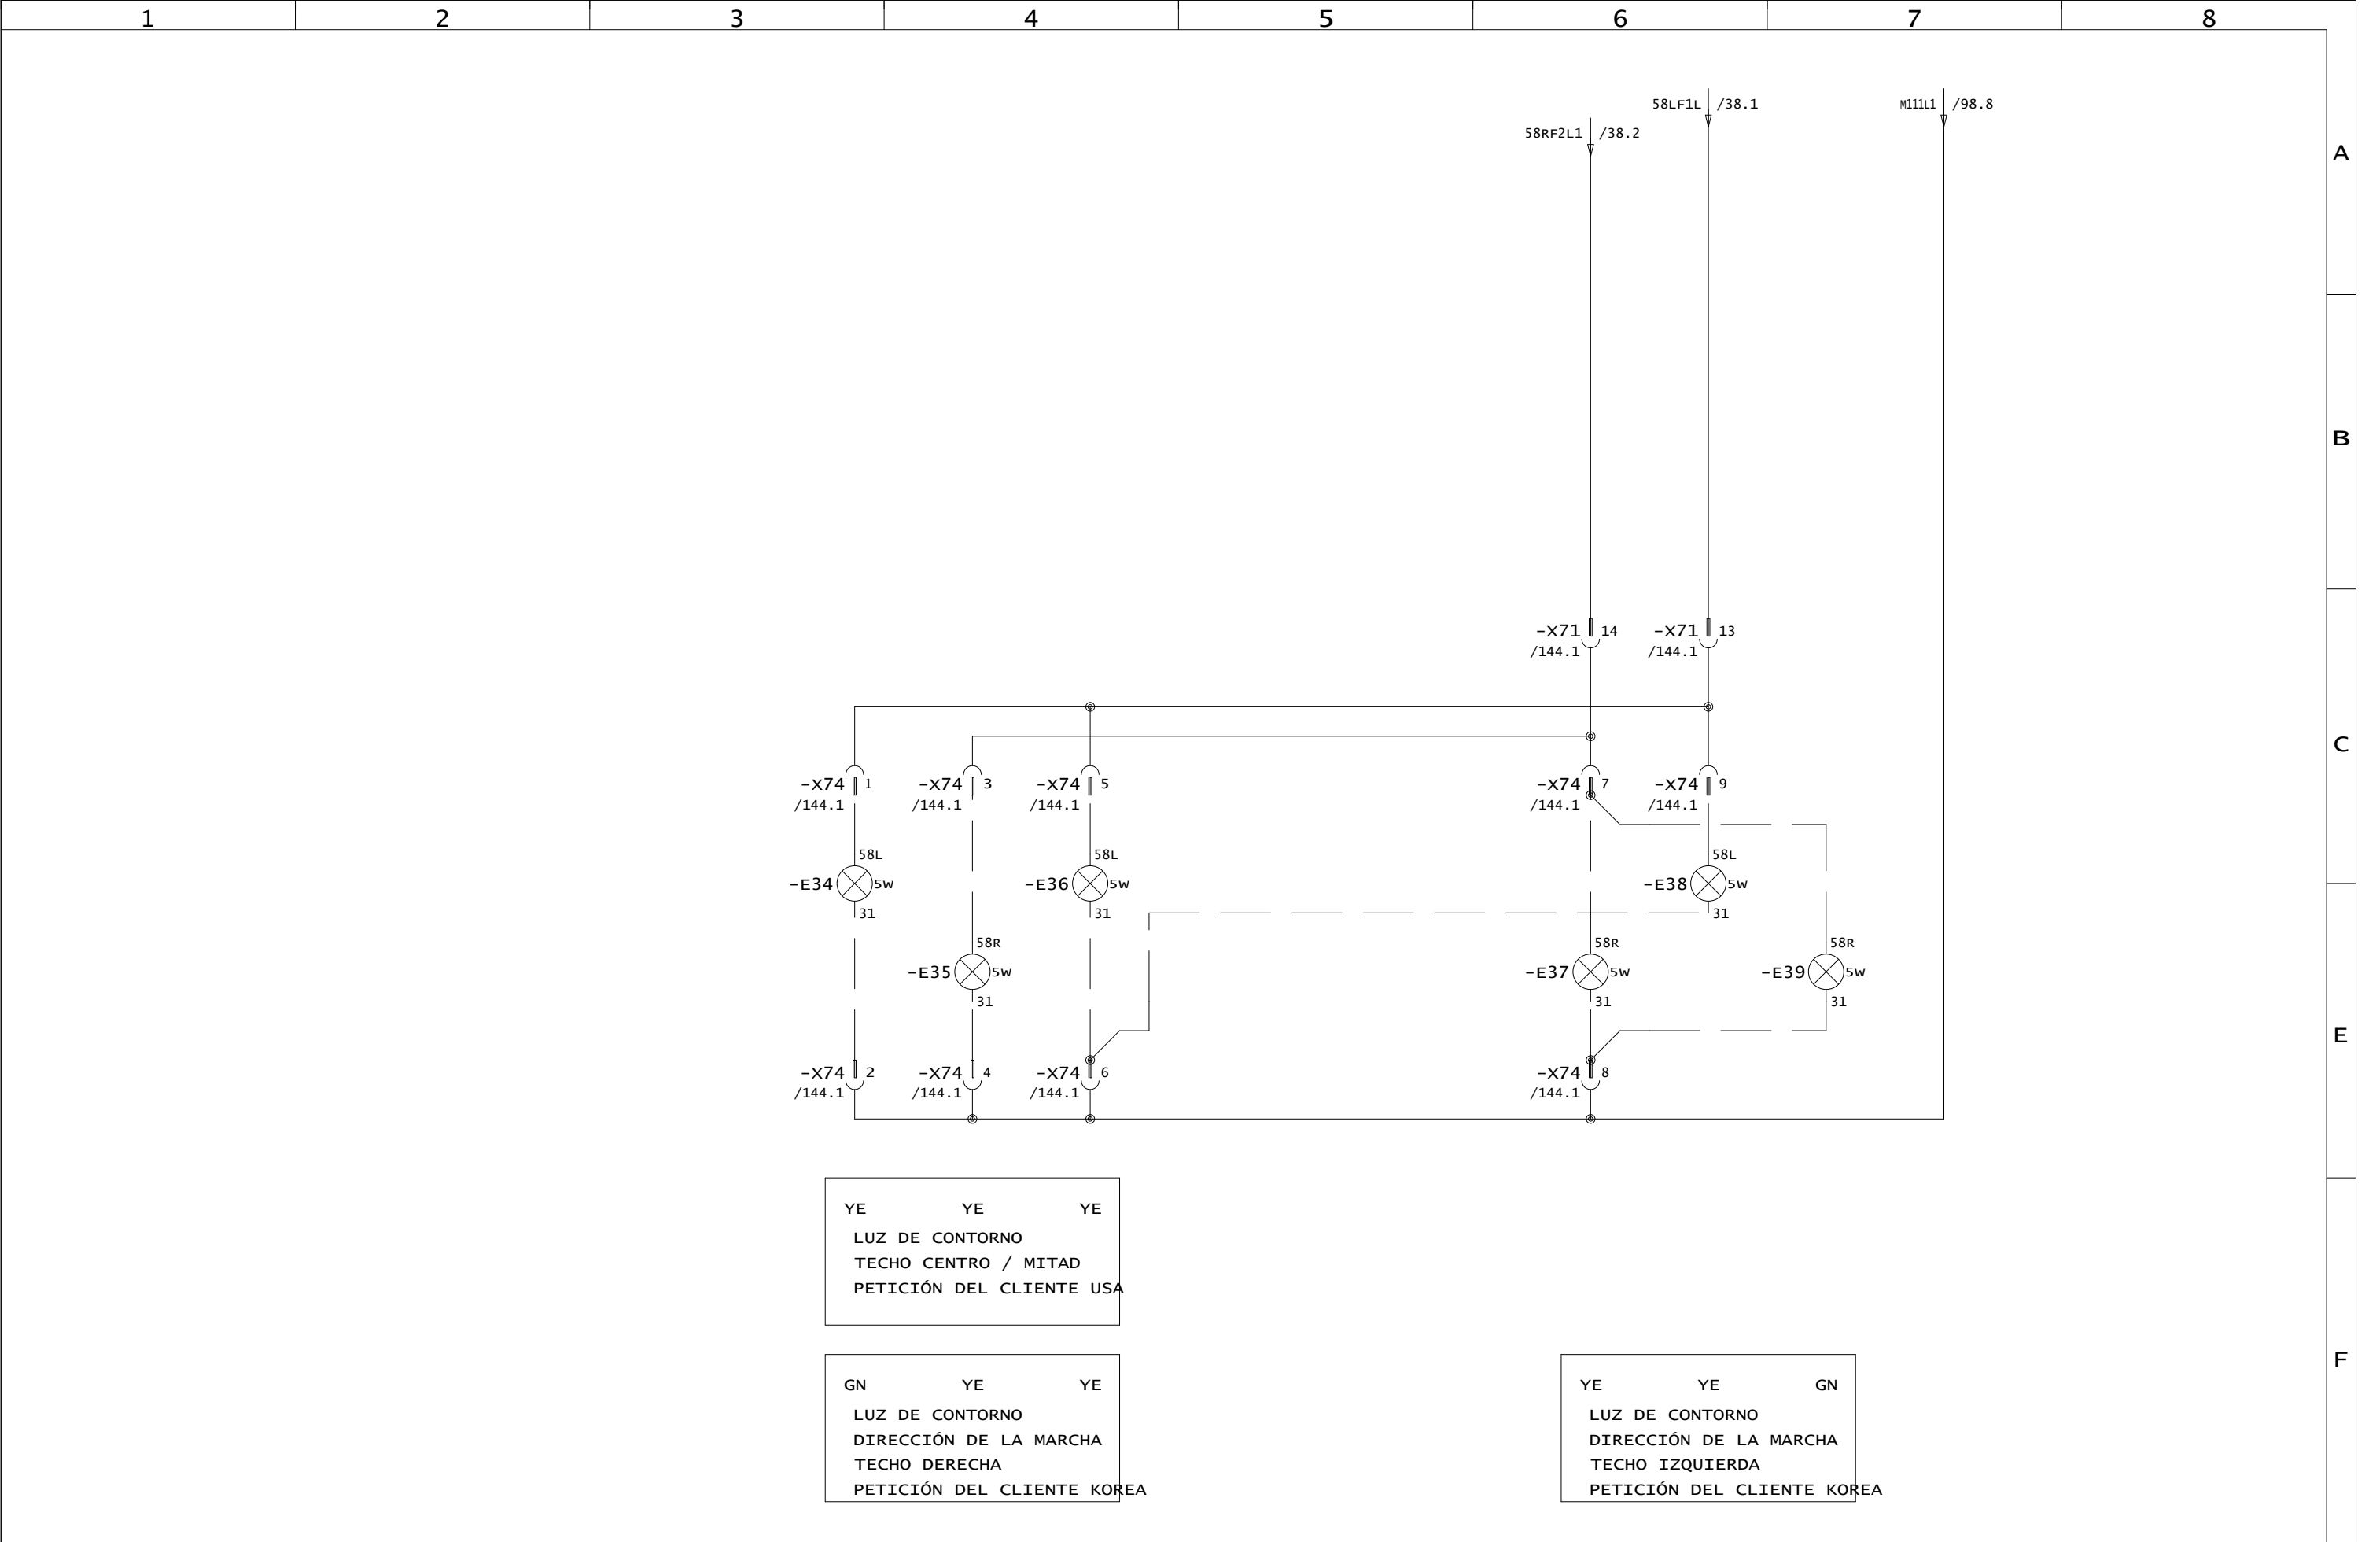 1 2 3 4 5 6 7 8
58LF1L /38.1 M111L1 /98.8
58RF2L1 /38.2
A
B
-X71 14 -X71 13
/144.1 /144.1
C
-X74 1 -X74 3 -X74 5 -X74 7 -X74 9
/144.1 /144.1 /144.1 /144.1 /144.1
58L 58L 58L
-E34 5W -E36 5W -E38 5W
31 31 31
58R 58R 58R
-E35 5W -E37 5W -E39 5W
31 31 31
E
-X74 2 -X74 4 -X74 6 -X74 8
/144.1 /144.1 /144.1 /144.1
YE YE YE
LUZ DE CONTORNO
TECHO CENTRO / MITAD
PETICIÓN DEL CLIENTE USA
F
GN YE YE
LUZ DE CONTORNO
DIRECCIÓN DE LA MARCHA
TECHO DERECHA
PETICIÓN DEL CLIENTE KOREA
YE YE GN
LUZ DE CONTORNO
DIRECCIÓN DE LA MARCHA
TECHO IZQUIERDA
PETICIÓN DEL CLIENTE KOREA